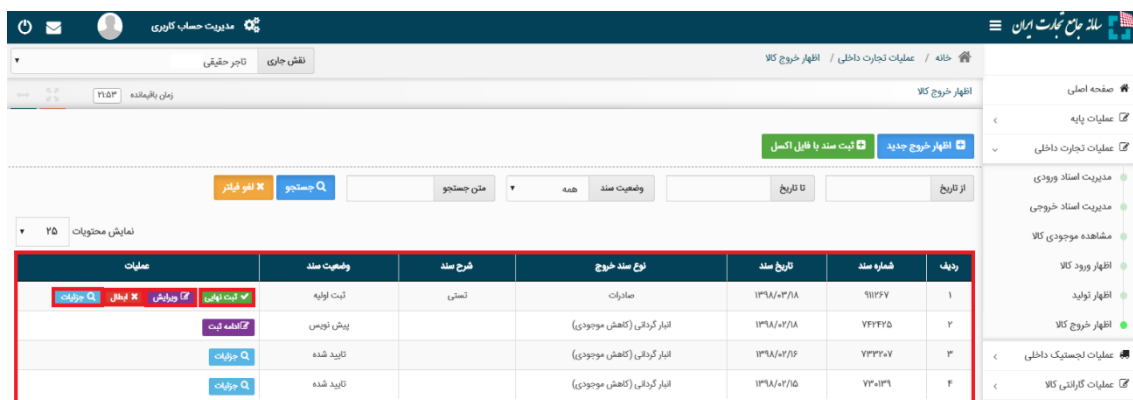 سامانه جامع تجارت ایران
مدیریت حساب کاربری
خانه / عملیات تجارت داخلی / اظهار خروج کالا
نقش جاری تاجر حقیقی
اظهار خروج کالا
زمان باقیمانده ۲۱:۵۳
صفحه اصلی
عملیات پایه
عملیات تجارت داخلی
مدیریت اسناد ورودی
مدیریت اسناد خروجی
مشاهده موجودی کالا
اظهار ورود کالا
اظهار تولید
اظهار خروج کالا
عملیات لجستیک داخلی
عملیات گارانتی کالا
اظهار خروج جدید ثبت سند با فایل اکسل
از تاریخ تا تاریخ وضعیت سند همه متن جستجو جستجو لغو فیلتر
نمایش محتویات ۲۵
ردیف شماره سند تاریخ سند نوع سند خروج شرح سند وضعیت سند عملیات
۱ ۹۱۱۲۶۷ ۱۳۹۸/۰۳/۱۸ صادرات تستی ثبت اولیه ثبت نهایی ویرایش ابطال جزئیات
۲ ۷۴۲۴۲۵ ۱۳۹۸/۰۲/۱۸ انبار گردانی (کاهش موجودی) پیش نویس ادامه ثبت
۳ ۷۳۳۲۰۷ ۱۳۹۸/۰۲/۱۶ انبار گردانی (کاهش موجودی) تایید شده جزئیات
۴ ۷۳۰۱۳۹ ۱۳۹۸/۰۲/۱۵ انبار گردانی (کاهش موجودی) تایید شده جزئیات